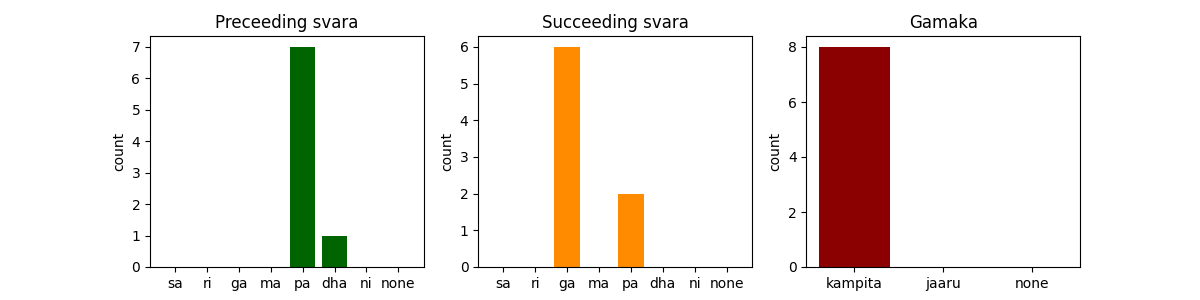 Preceeding svara
count
7
6
5
4
3
2
1
0
sa ri ga ma pa dha ni none
Succeeding svara
count
6
5
4
3
2
1
0
sa ri ga ma pa dha ni none
Gamaka
count
8
6
4
2
0
kampita jaaru none